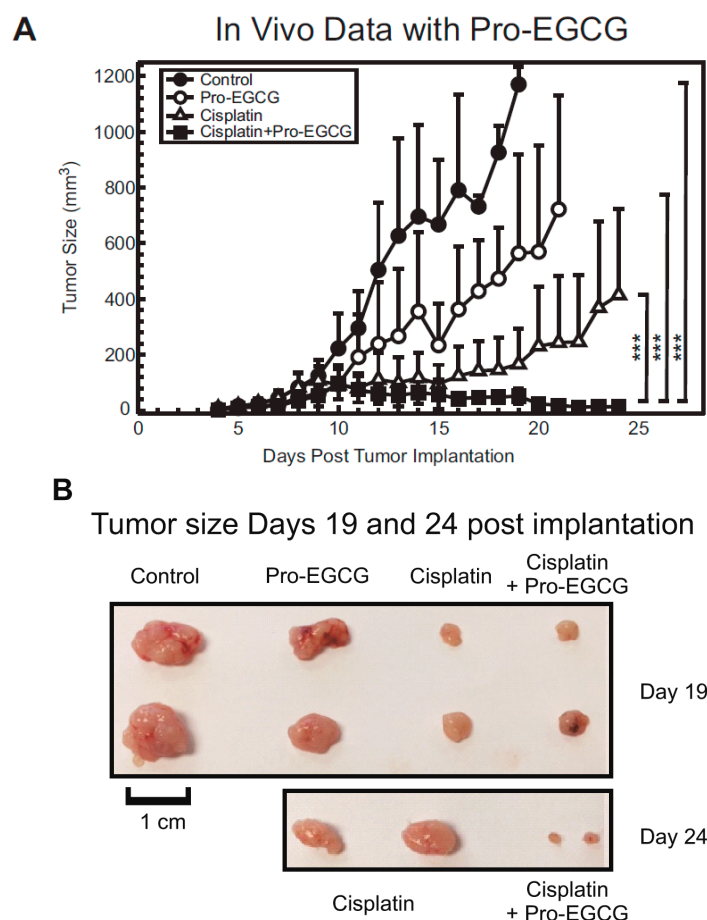 A
In Vivo Data with Pro-EGCG
1200
1000
800
600
400
200
0
Tumor Size (mm³)
Control
Pro-EGCG
Cisplatin
Cisplatin+Pro-EGCG
***
***
***
0
5
10
15
20
25
Days Post Tumor Implantation
B
Tumor size Days 19 and 24 post implantation
Control
Pro-EGCG
Cisplatin
Cisplatin
+ Pro-EGCG
Day 19
1 cm
Day 24
Cisplatin
Cisplatin
+ Pro-EGCG